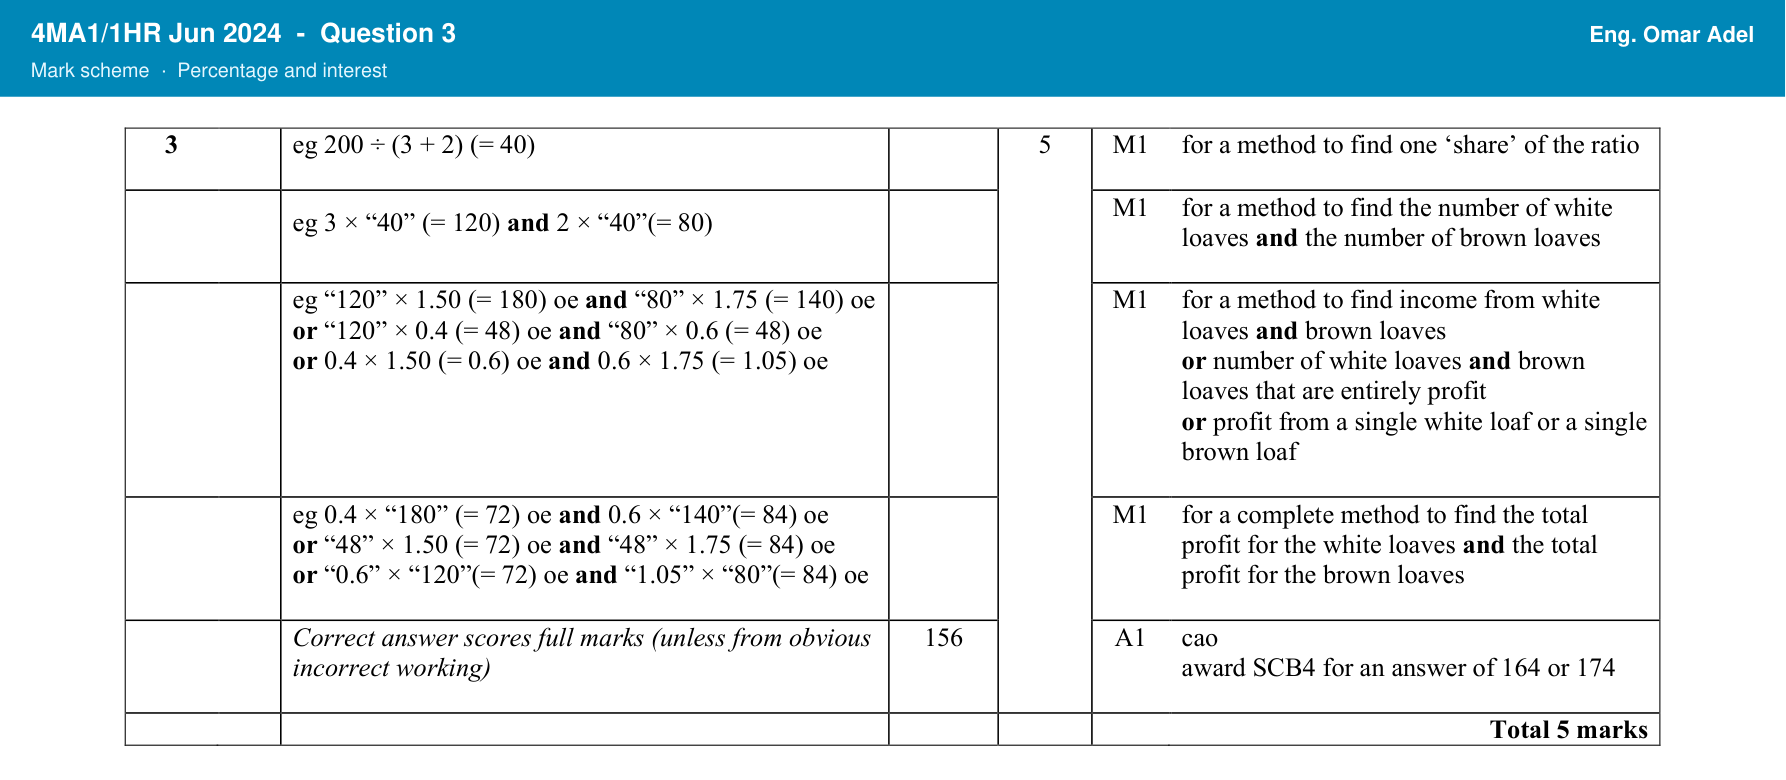 4MA1/1HR Jun 2024 - Question 3
Eng. Omar Adel
Mark scheme · Percentage and interest
3
eg 200 ÷ (3 + 2) (= 40)
5
M1 for a method to find one ‘share’ of the ratio
eg 3 × “40” (= 120) and 2 × “40”(= 80)
M1 for a method to find the number of white
loaves and the number of brown loaves
eg “120” × 1.50 (= 180) oe and “80” × 1.75 (= 140) oe
or “120” × 0.4 (= 48) oe and “80” × 0.6 (= 48) oe
or 0.4 × 1.50 (= 0.6) oe and 0.6 × 1.75 (= 1.05) oe
M1 for a method to find income from white
loaves and brown loaves
or number of white loaves and brown
loaves that are entirely profit
or profit from a single white loaf or a single
brown loaf
eg 0.4 × “180” (= 72) oe and 0.6 × “140”(= 84) oe
or “48” × 1.50 (= 72) oe and “48” × 1.75 (= 84) oe
or “0.6” × “120”(= 72) oe and “1.05” × “80”(= 84) oe
M1 for a complete method to find the total
profit for the white loaves and the total
profit for the brown loaves
Correct answer scores full marks (unless from obvious
incorrect working)
156
A1 cao
award SCB4 for an answer of 164 or 174
Total 5 marks